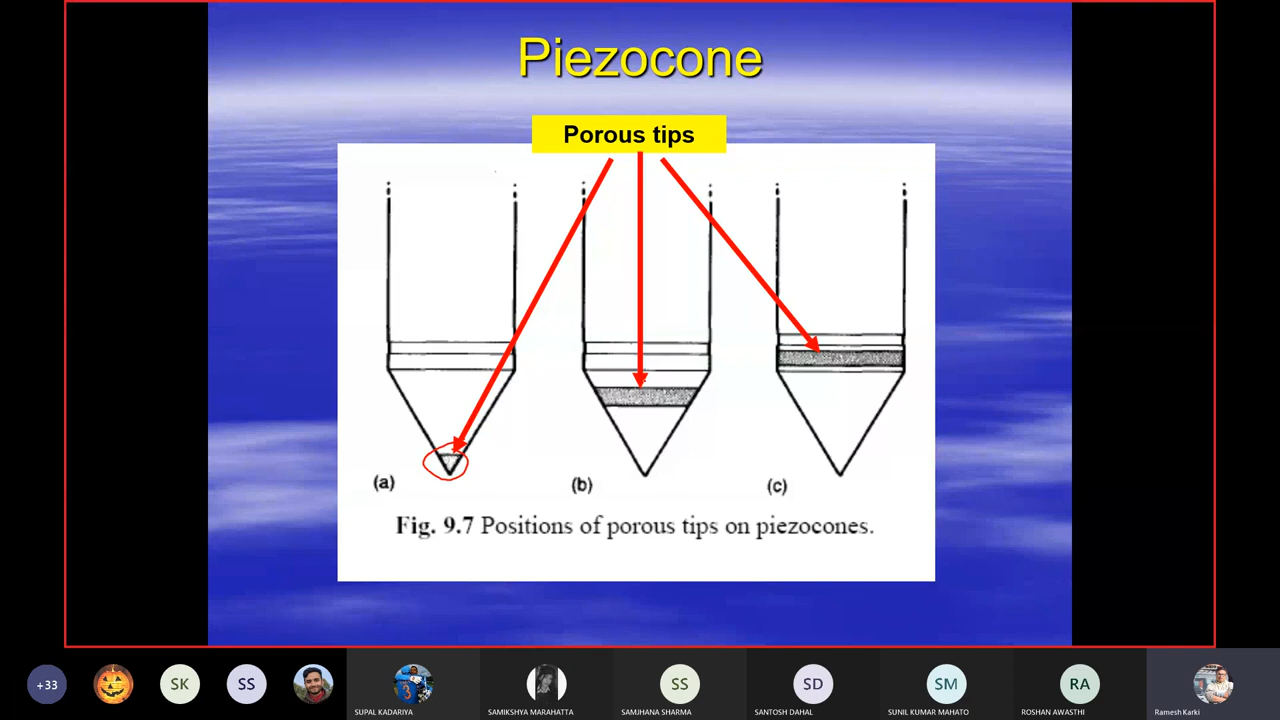 Piezocone
Porous tips
(a)
(b)
(c)
Fig. 9.7 Positions of porous tips on piezocones.
+33
SK
SS
SS
SD
SM
RA
SUPAL KADARIYA
SAMIKSHYA MARAHATTA
SAMJHANA SHARMA
SANTOSH DAHAL
SUNIL KUMAR MAHATO
ROSHAN AWASTHI
Ramesh Karki